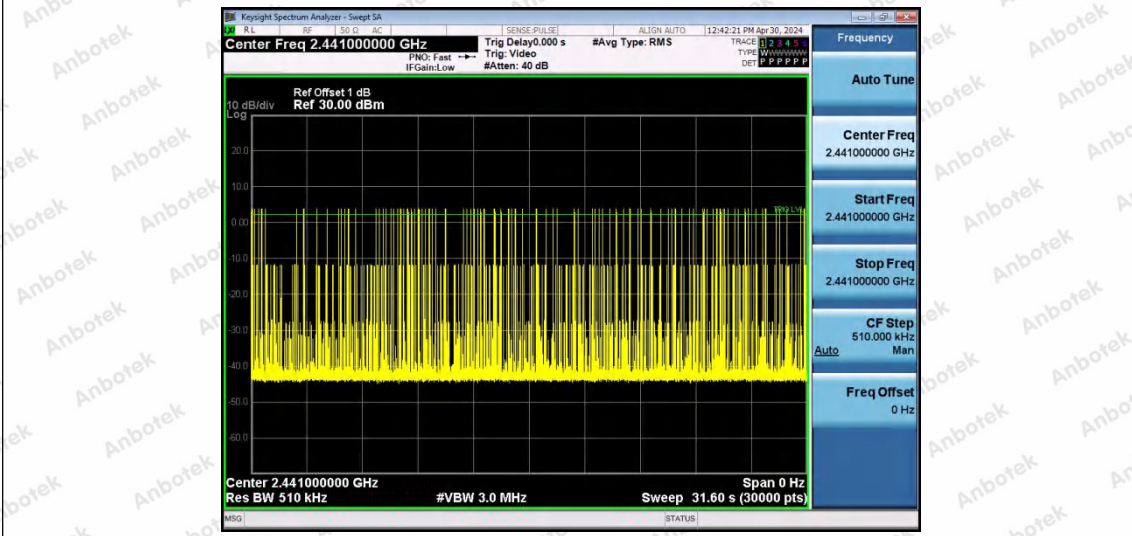 Keysight Spectrum Analyzer - Swept SA
RL RF 50 Ω AC SENSE:PULSE ALIGN AUTO 12:42:21 PM Apr 30, 2024
Center Freq 2.441000000 GHz
PNO: Fast
IFGain:Low
Trig Delay0.000 s
Trig: Video
#Atten: 40 dB
#Avg Type: RMS
TRACE 1 2 3 4 5 6
TYPE W
DET P P P P P P
Ref Offset 1 dB
10 dB/div Ref 30.00 dBm
Log
20.0
10.0
0.00
-10.0
-20.0
-30.0
-40.0
-50.0
-60.0
TRIG LVL
Center 2.441000000 GHz Span 0 Hz
Res BW 510 kHz #VBW 3.0 MHz Sweep 31.60 s (30000 pts)
MSG STATUS
Frequency
Auto Tune
Center Freq
2.441000000 GHz
Start Freq
2.441000000 GHz
Stop Freq
2.441000000 GHz
CF Step
510.000 kHz
Auto Man
Freq Offset
0 Hz
Anbotek